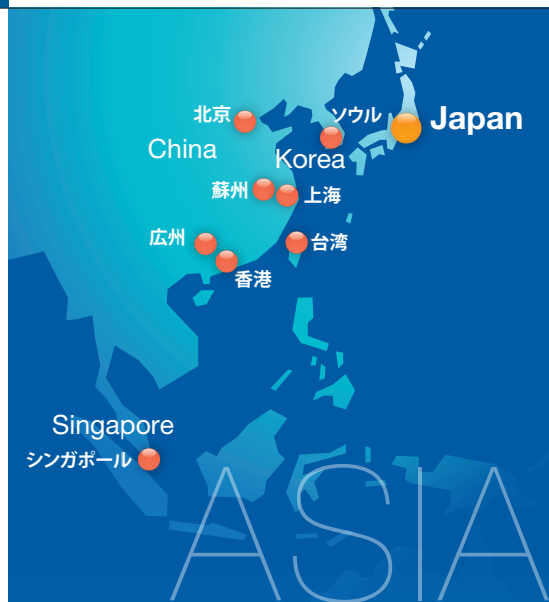 北京
ソウル
Japan
China
Korea
蘇州
上海
広州
台湾
香港
Singapore
シンガポール
ASIA